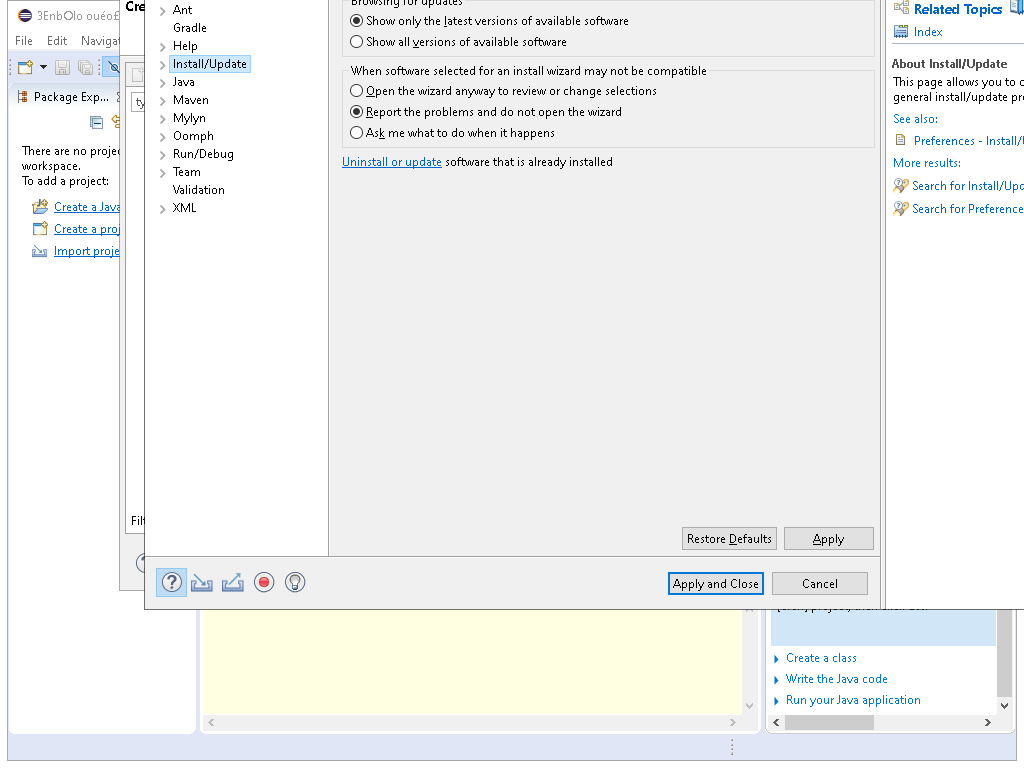 3EnbOlo ouéo£
File
Edit
Navigat
Package Exp...
There are no projec
workspace.
To add a project:
Create a Java
Create a proj
Import proje
Cre
ty
Filt
Ant
Gradle
Help
Install/Update
Java
Maven
Mylyn
Oomph
Run/Debug
Team
Validation
XML
Browsing for updates
Show only the latest versions of available software
Show all versions of available software
When software selected for an install wizard may not be compatible
Open the wizard anyway to review or change selections
Report the problems and do not open the wizard
Ask me what to do when it happens
Uninstall or update software that is already installed
Restore Defaults
Apply
Apply and Close
Cancel
Related Topics
Index
About Install/Update
This page allows you to c
general install/update pr
See also:
Preferences - Install/U
More results:
Search for Install/Upd
Search for Preference
Create a class
Write the Java code
Run your Java application